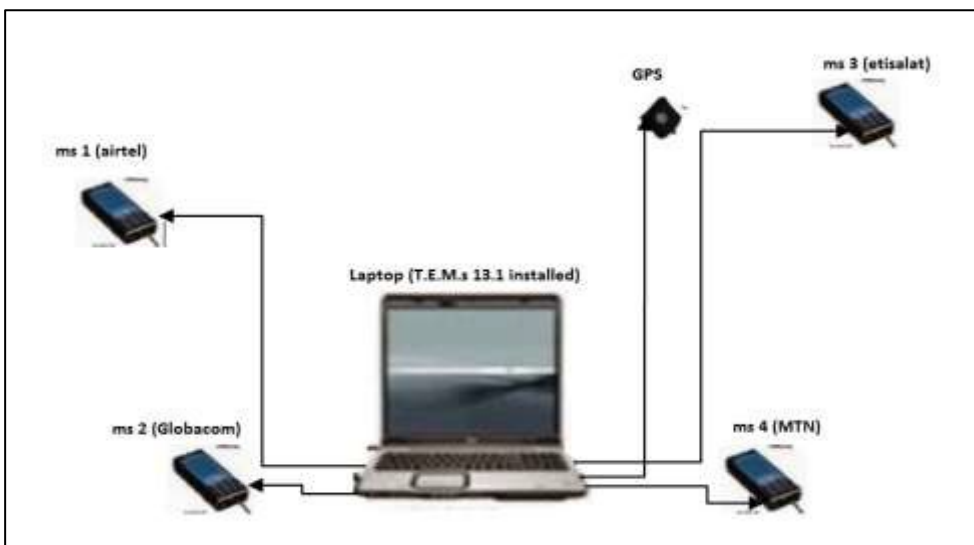 GPS
ms 3 (etisalat)
ms 1 (airtel)
Laptop (T.E.M.s 13.1 installed)
ms 2 (Globacom)
ms 4 (MTN)